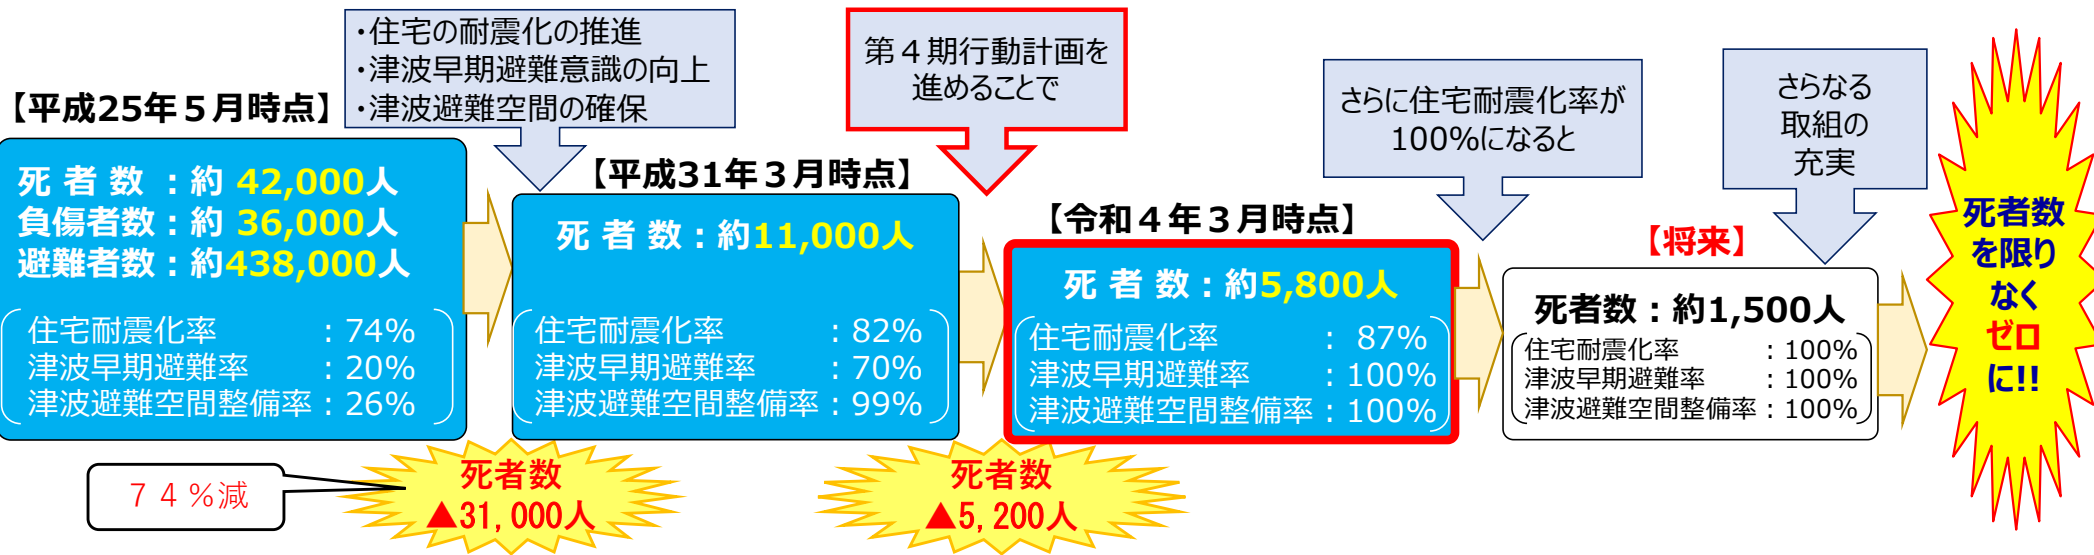 ・住宅の耐震化の推進
・津波早期避難意識の向上
・津波避難空間の確保
第４期行動計画を
進めることで
さらに住宅耐震化率が
100%になると
さらなる
取組の
充実
【平成25年５月時点】
死 者 数 ：約 42,000人
負傷者数：約 36,000人
避難者数：約438,000人
住宅耐震化率 ：74%
津波早期避難率 ：20%
津波避難空間整備率：26%
【平成31年３月時点】
死 者 数：約11,000人
住宅耐震化率 ：82%
津波早期避難率 ：70%
津波避難空間整備率：99%
【令和４年３月時点】
死 者 数：約5,800人
住宅耐震化率 ： 87%
津波早期避難率 ：100%
津波避難空間整備率：100%
【将来】
死者数：約1,500人
住宅耐震化率 ：100%
津波早期避難率 ：100%
津波避難空間整備率：100%
死者数
を限り
なく
ゼロ
に!!
７４％減
死者数
▲31,000人
死者数
▲5,200人